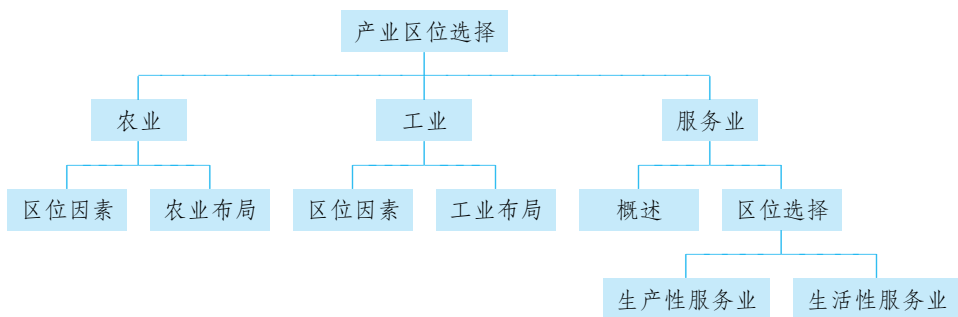 产业区位选择
农业
工业
服务业
区位因素
农业布局
区位因素
工业布局
概述
区位选择
生产性服务业
生活性服务业